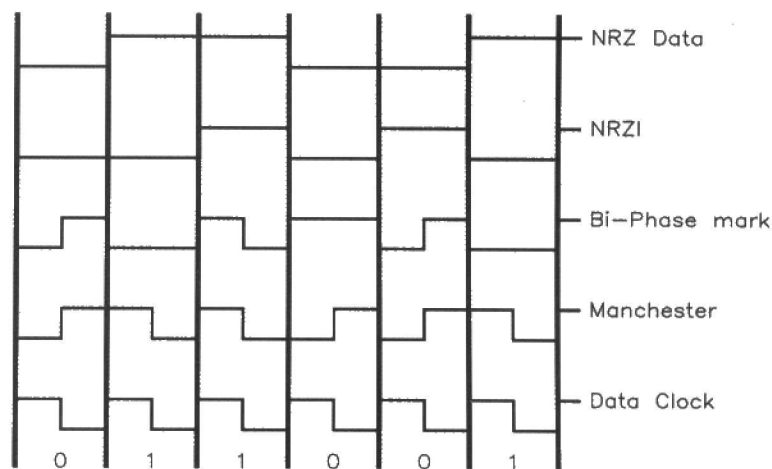 NRZ Data
NRZI
Bi-Phase mark
Manchester
Data Clock
0 1 1 0 0 1